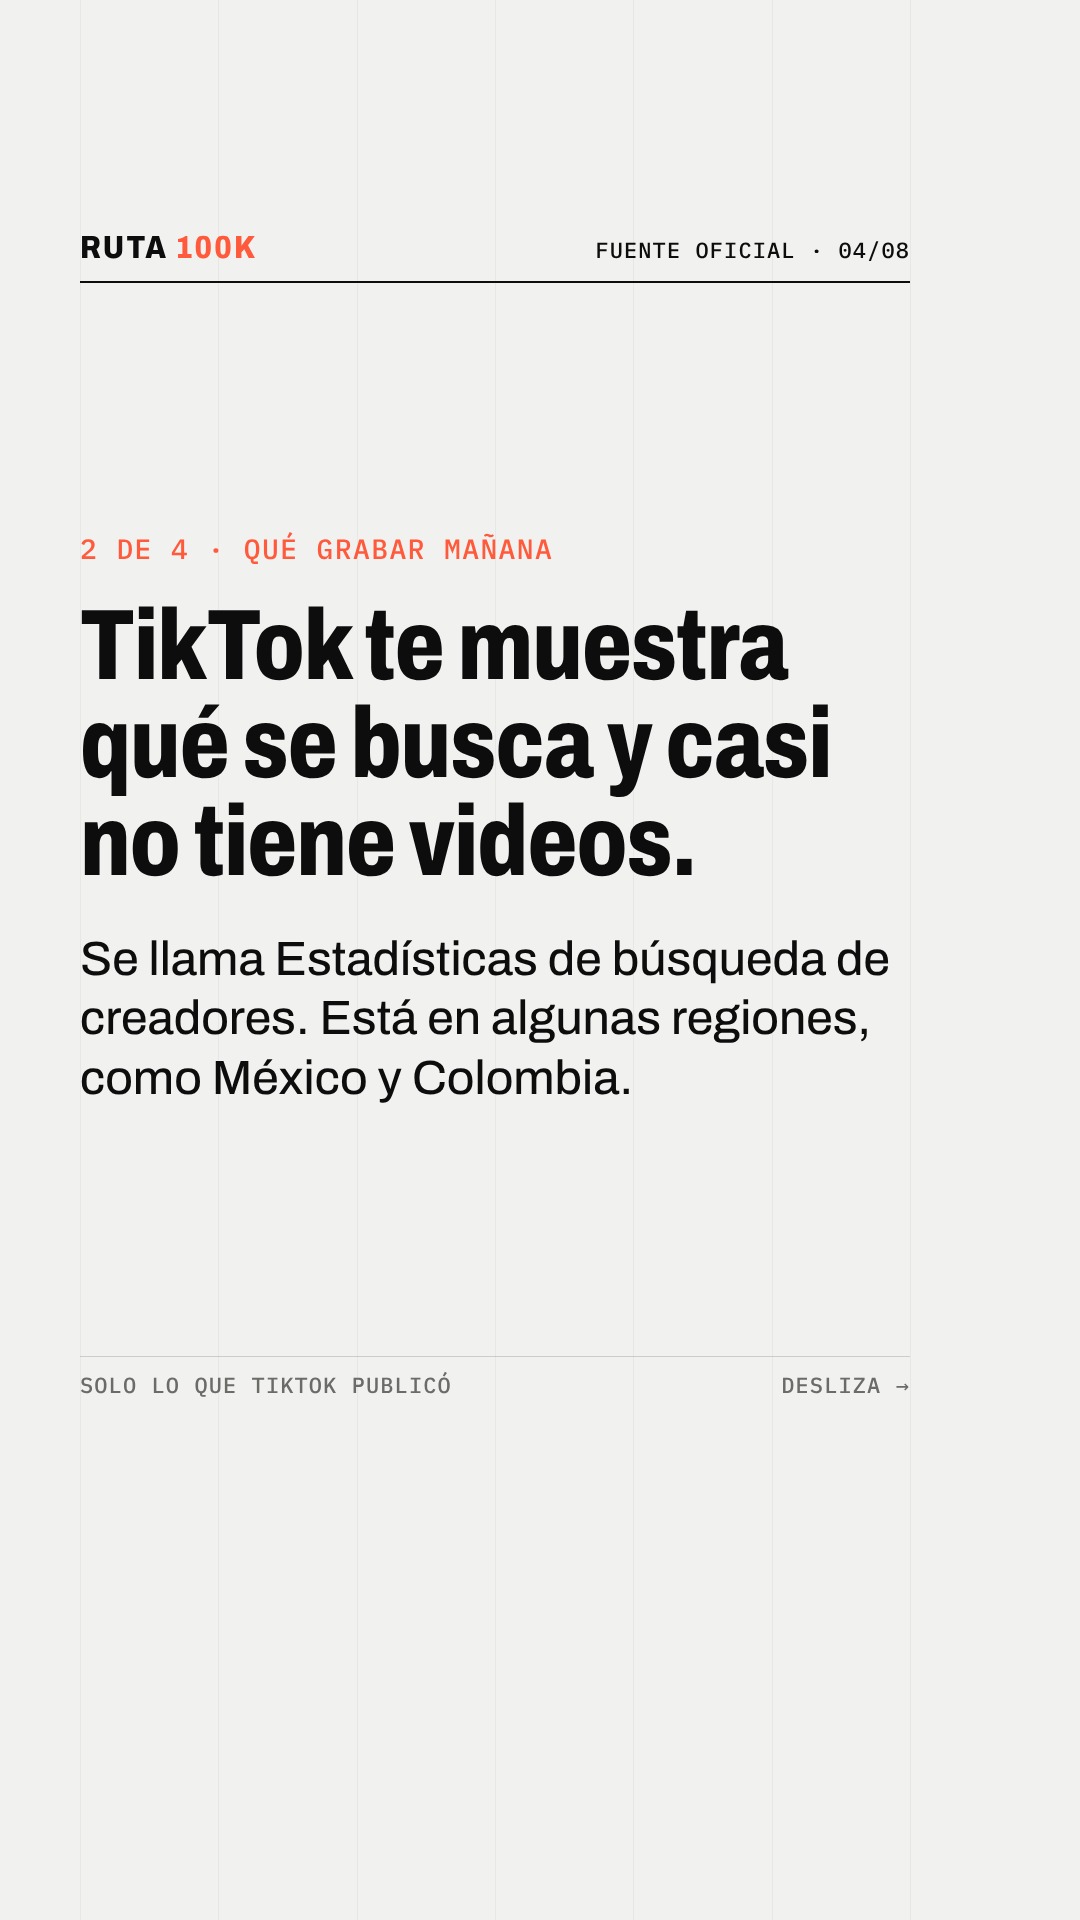 RUTA 100K
FUENTE OFICIAL · 04/08
2 DE 4 · QUÉ GRABAR MAÑANA
TikTok te muestra
qué se busca y casi
no tiene videos.
Se llama Estadísticas de búsqueda de
creadores. Está en algunas regiones,
como México y Colombia.
SOLO LO QUE TIKTOK PUBLICÓ
DESLIZA →